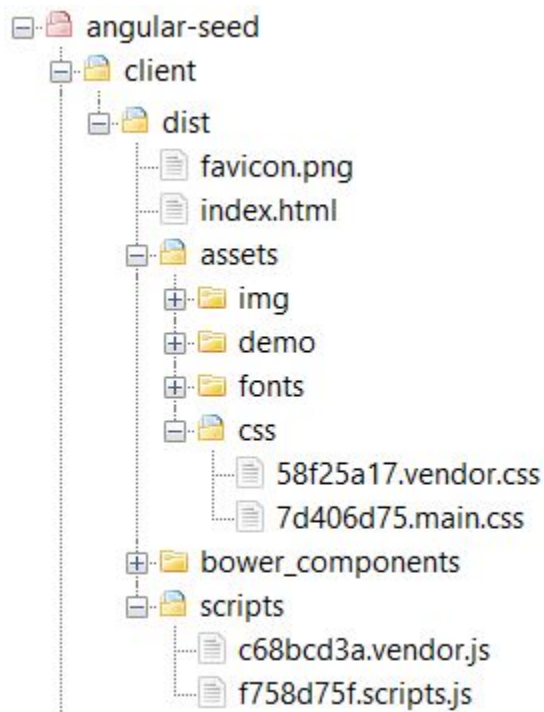 angular-seed
client
dist
favicon.png
index.html
assets
img
demo
fonts
css
58f25a17.vendor.css
7d406d75.main.css
bower_components
scripts
c68bcd3a.vendor.js
f758d75f.scripts.js